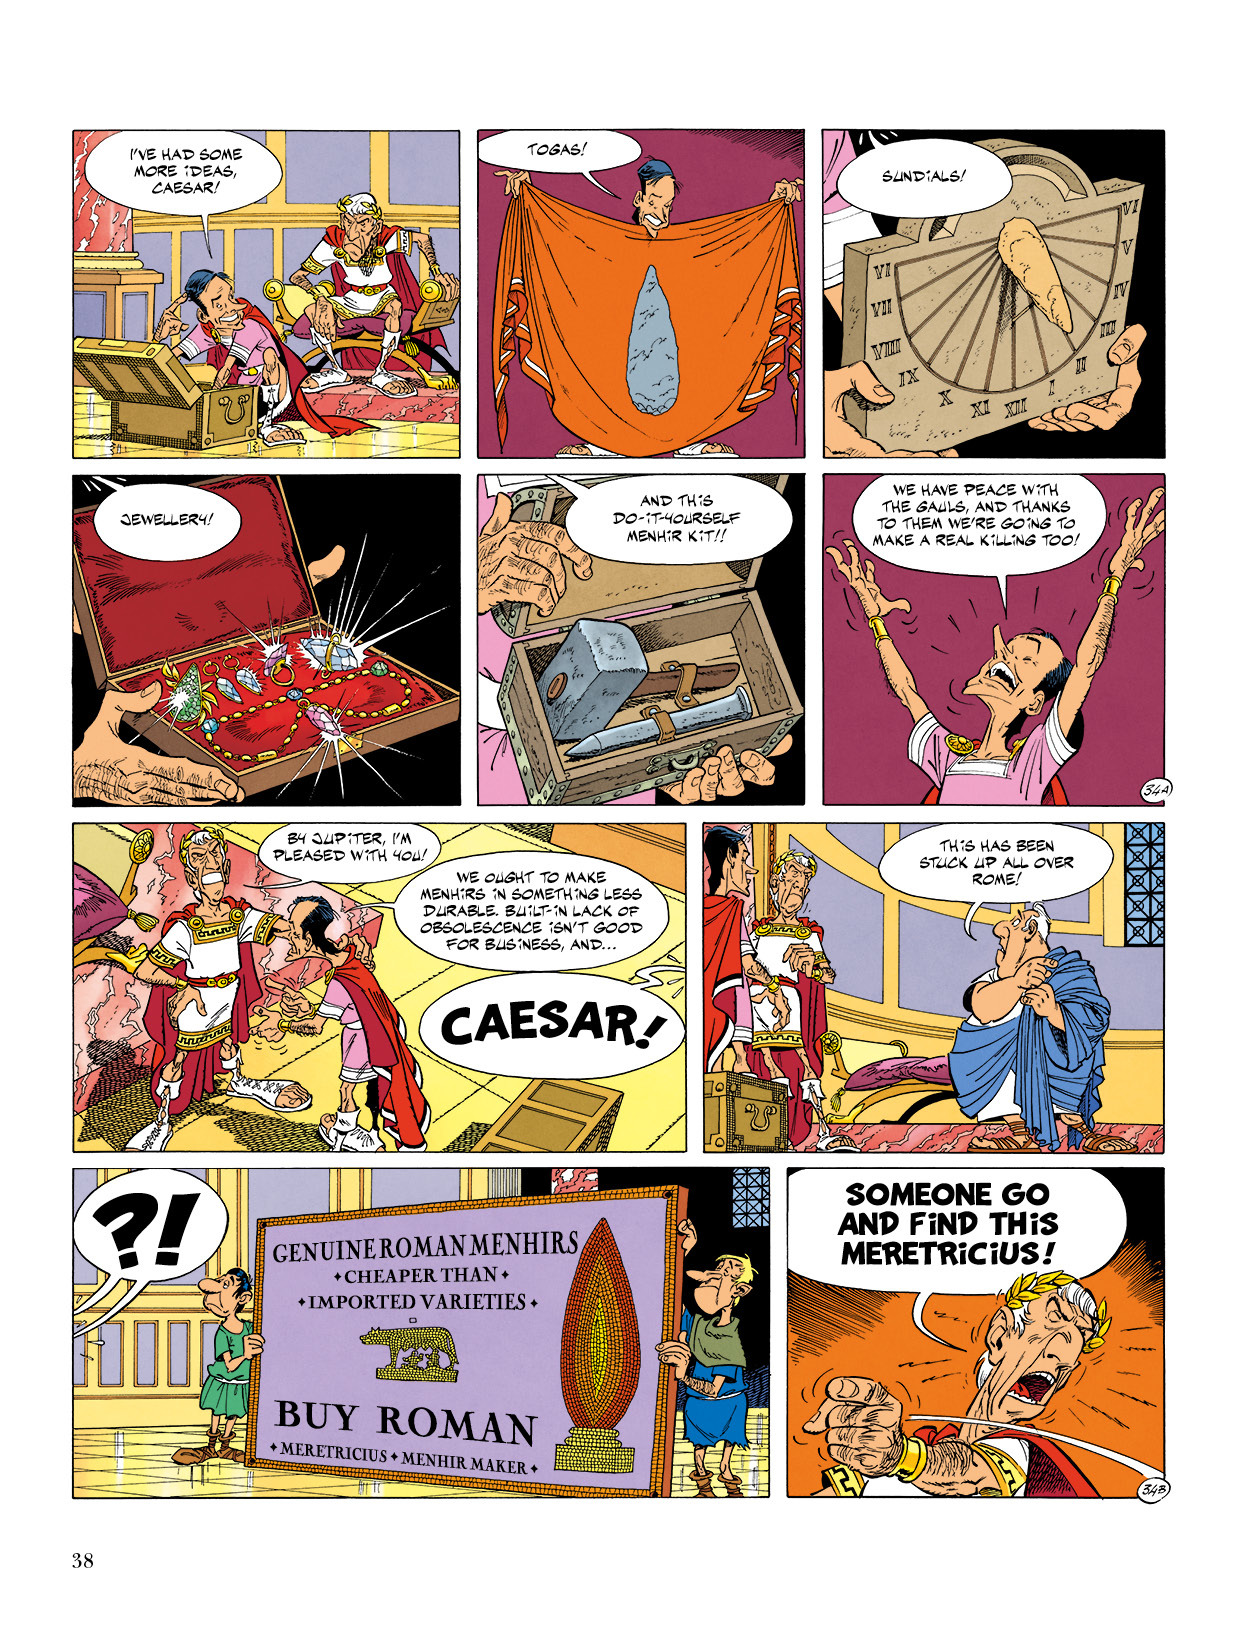 I'VE HAD SOME
MORE IDEAS,
CAESAR!
TOGAS!
SUNDIALS!
VI
V
IV
III
II
I
XII
XI
X
IX
VIII
VII
VI
JEWELLERY!
AND THIS
DO-IT-YOURSELF
MENHIR KIT!!
WE HAVE PEACE WITH
THE GAULS, AND THANKS
TO THEM WE'RE GOING TO
MAKE A REAL KILLING TOO!
34A
BY JUPITER, I'M
PLEASED WITH YOU!
WE OUGHT TO MAKE
MENHIRS IN SOMETHING LESS
DURABLE. BUILT-IN LACK OF
OBSOLESCENCE ISN'T GOOD
FOR BUSINESS, AND...
CAESAR!
THIS HAS BEEN
STUCK UP ALL OVER
ROME!
?!
GENUINE ROMAN MENHIRS
♦ CHEAPER THAN ♦
♦ IMPORTED VARIETIES ♦
BUY ROMAN
♦ MERETRICIUS ♦ MENHIR MAKER ♦
SOMEONE GO
AND FIND THIS
MERETRICIUS!
34B
38